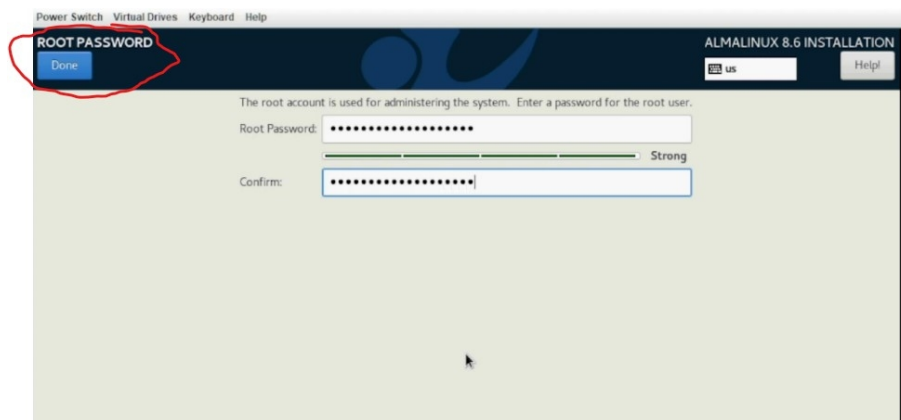 Power Switch Virtual Drives Keyboard Help
ROOT PASSWORD
Done
ALMALINUX 8.6 INSTALLATION
us
Help!
The root account is used for administering the system. Enter a password for the root user.
Root Password: •••••••••••••••••••
Strong
Confirm: •••••••••••••••••••